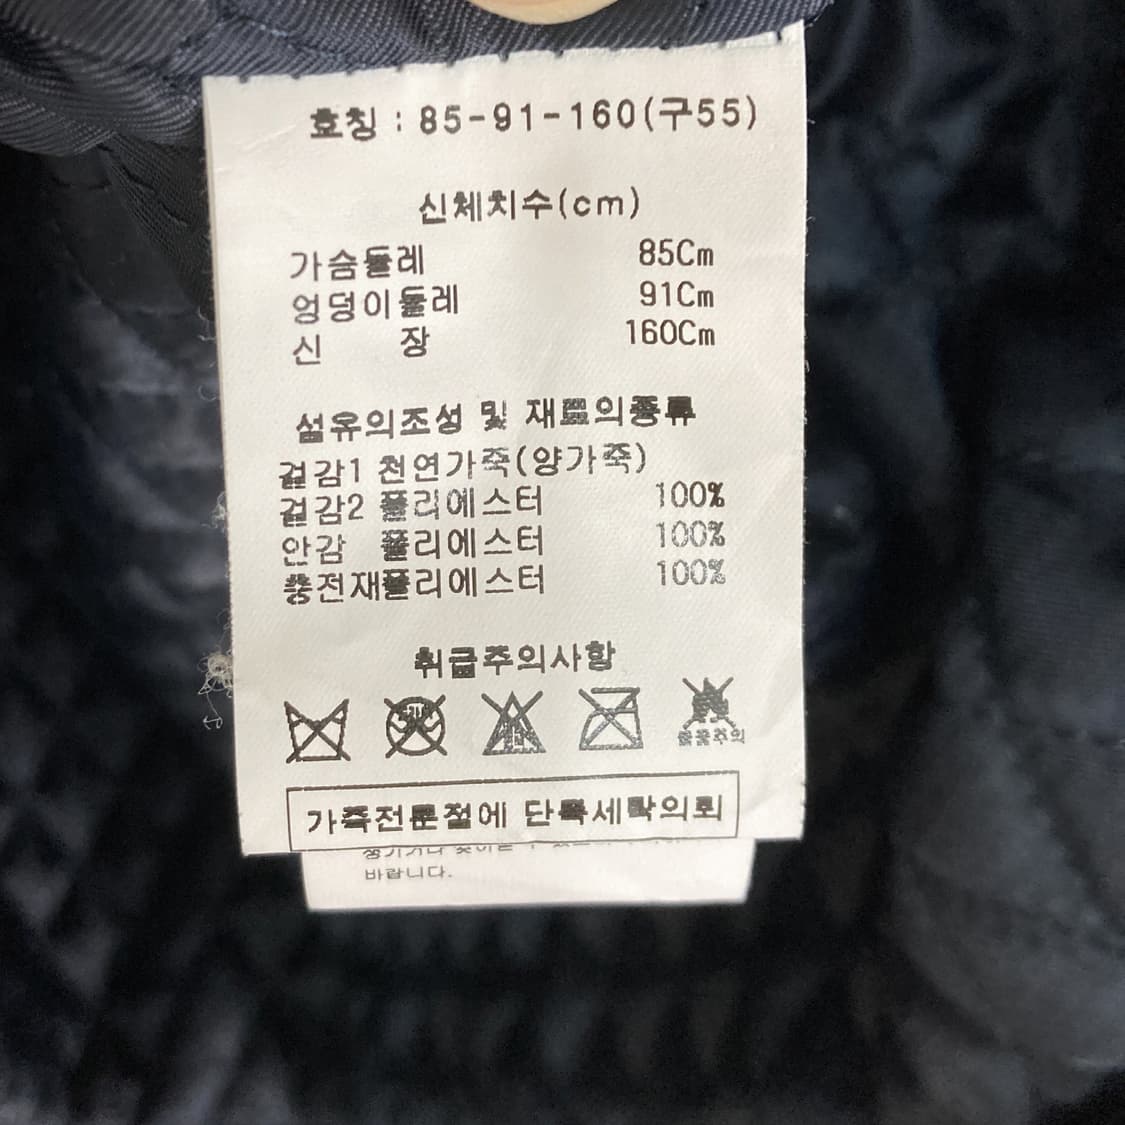 호칭 : 85-91-160(구55)
신체치수(cm)
가슴둘레 85Cm
엉덩이둘레 91Cm
신 장 160Cm
섬유의조성 및 재료의종류
겉감1 천연가죽(양가죽)
겉감2 폴리에스터 100%
안감 폴리에스터 100%
충전재폴리에스터 100%
취급주의사항
가죽전문점에 단독세탁의뢰
바랍니다.